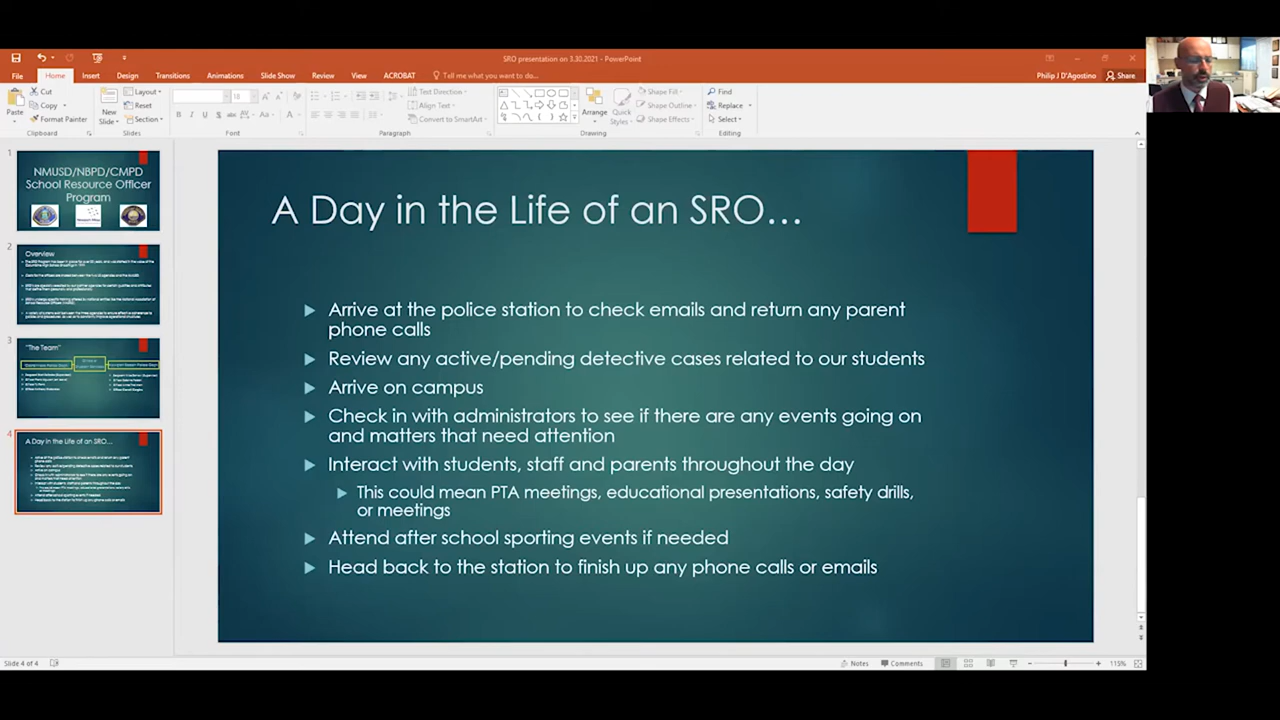 SRO presentation on 3.30.2021 - PowerPoint
File Home Insert Design Transitions Animations Slide Show Review View ACROBAT Tell me what you want to do... Philip J D'Agostino Share
Paste
Cut
Copy
Format Painter
Clipboard
New Slide
Layout
Reset
Section
Slides
18
Font
Text Direction
Align Text
Convert to SmartArt
Paragraph
Arrange
Quick Styles
Shape Fill
Shape Outline
Shape Effects
Drawing
Find
Replace
Select
Editing
1
NMUSD/NBPD/CMPD
School Resource Officer
Program
2
Overview
3
"The Team"
4
A Day in the Life of an SRO...
A Day in the Life of an SRO...
Arrive at the police station to check emails and return any parent
phone calls
Review any active/pending detective cases related to our students
Arrive on campus
Check in with administrators to see if there are any events going on
and matters that need attention
Interact with students, staff and parents throughout the day
This could mean PTA meetings, educational presentations, safety drills,
or meetings
Attend after school sporting events if needed
Head back to the station to finish up any phone calls or emails
Slide 4 of 4 Notes Comments 115%